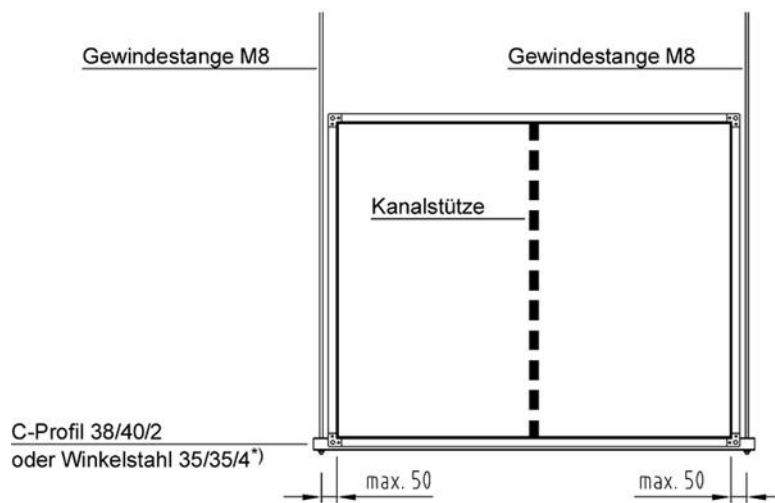 Gewindestange M8
Gewindestange M8
Kanalstütze
C-Profil 38/40/2
oder Winkelstahl 35/35/4*)
max. 50
max. 50